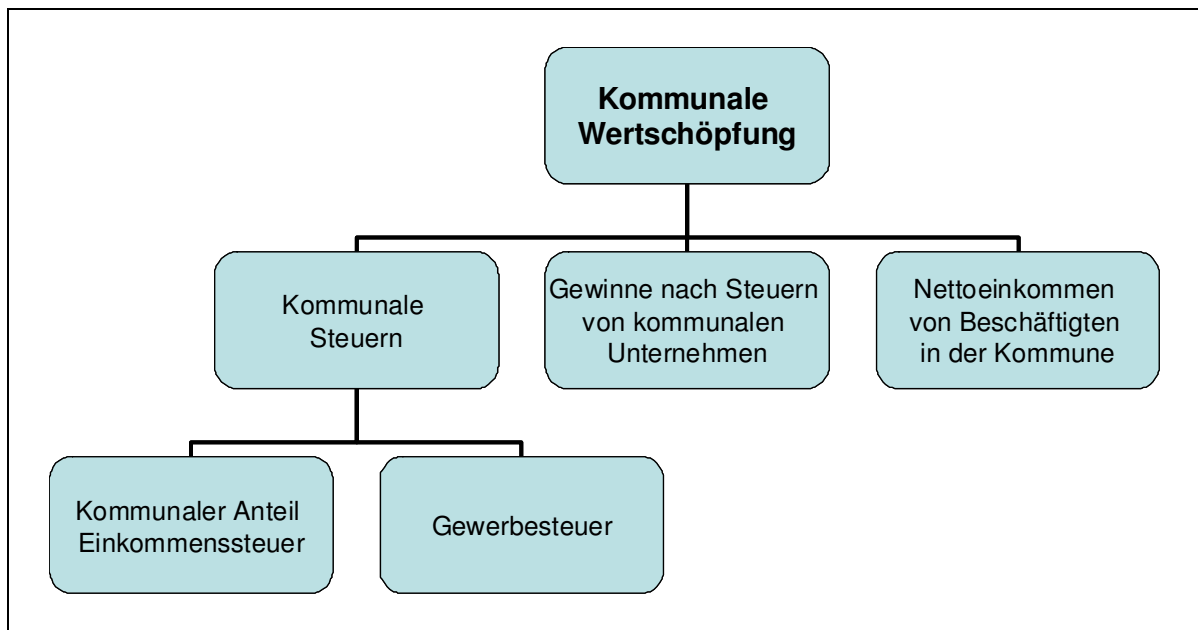 Kommunale
Wertschöpfung
Kommunale
Steuern
Gewinne nach Steuern
von kommunalen
Unternehmen
Nettoeinkommen
von Beschäftigten
in der Kommune
Kommunaler Anteil
Einkommenssteuer
Gewerbesteuer